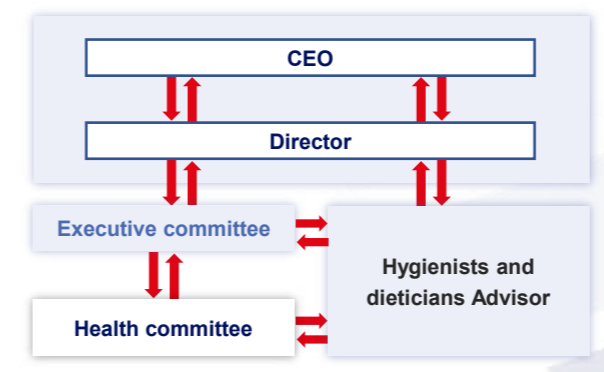 CEO
Director
Executive committee
Hygienists and
dieticians Advisor
Health committee